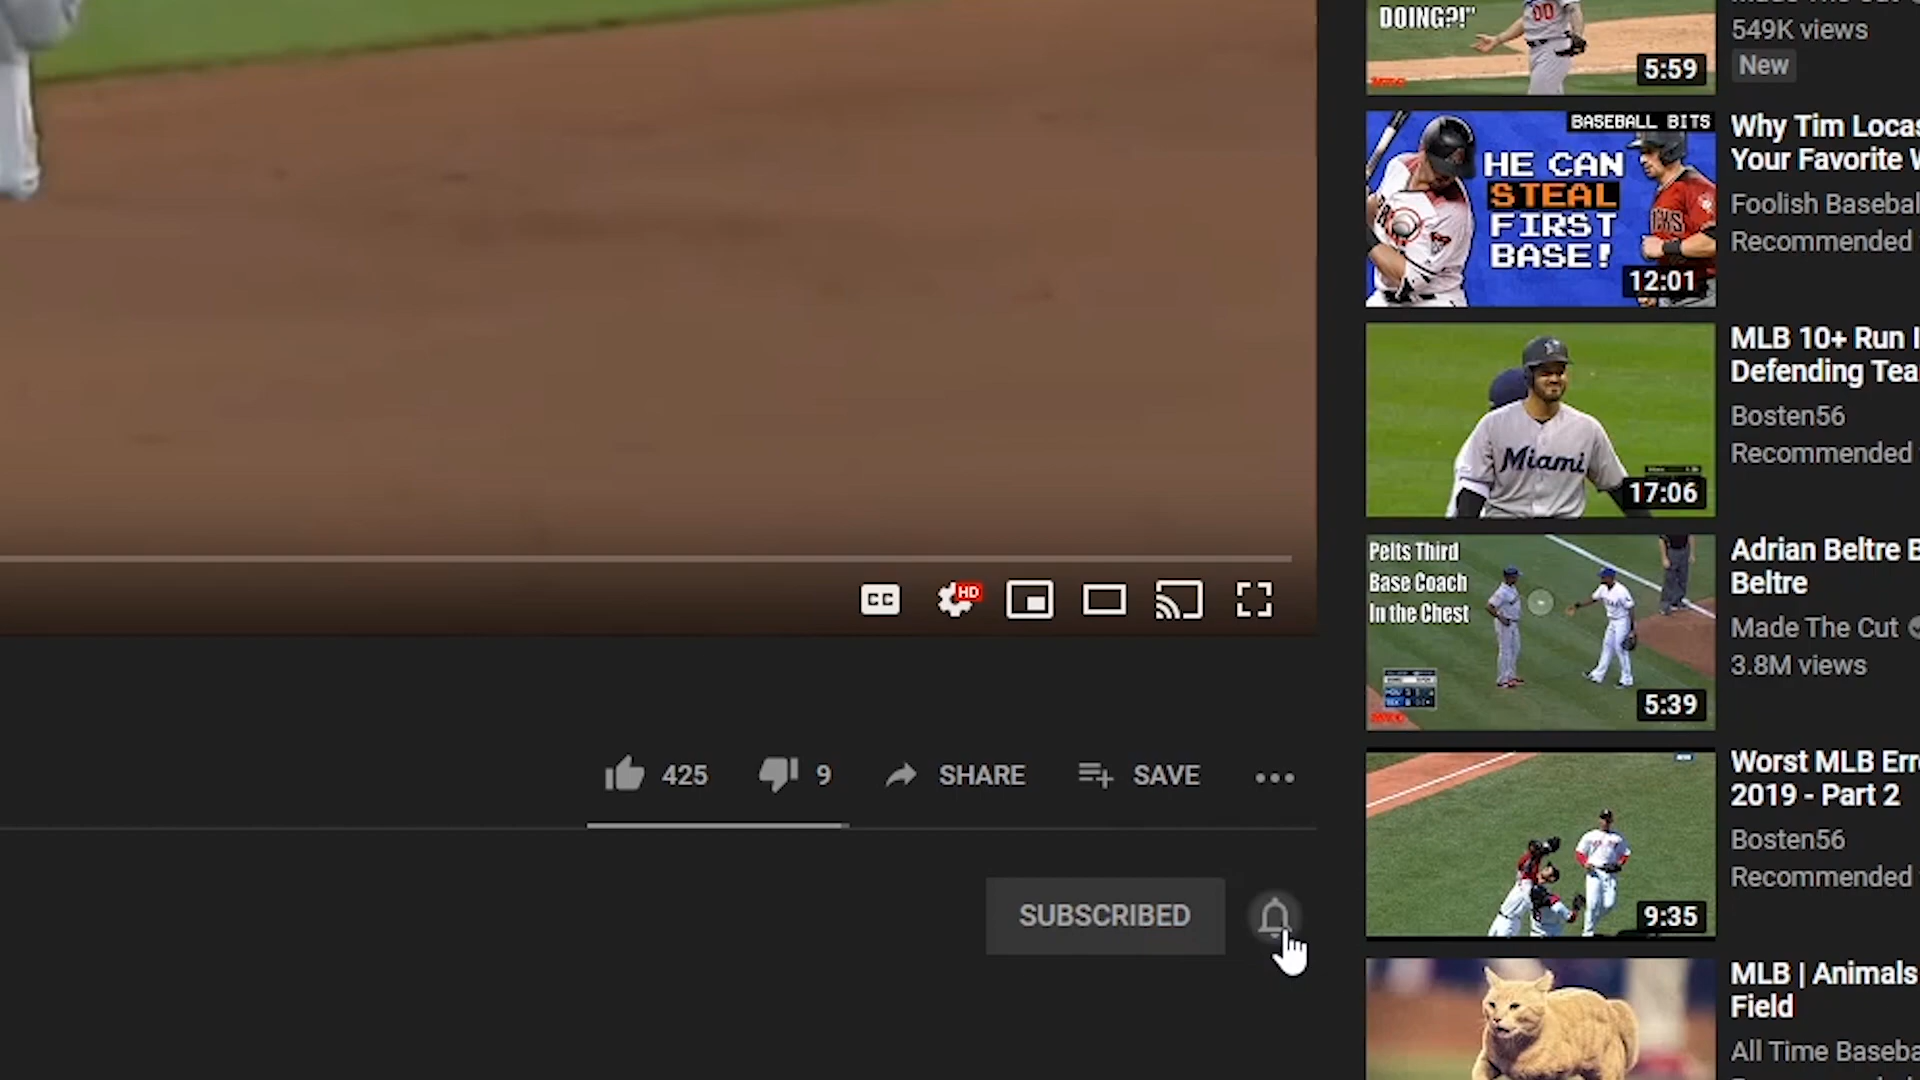 CC
HD
425
9
SHARE
SAVE
SUBSCRIBED
DOING?!"
5:59
549K views
New
BASEBALL BITS
HE CAN
STEAL
FIRST
BASE!
12:01
Why Tim Locas
Your Favorite W
Foolish Basebal
Recommended
Miami
17:06
MLB 10+ Run I
Defending Tea
Bosten56
Recommended
Pelts Third
Base Coach
In the Chest
5:39
Adrian Beltre B
Beltre
Made The Cut
3.8M views
9:35
Worst MLB Erro
2019 - Part 2
Bosten56
Recommended
MLB | Animals
Field
All Time Baseba